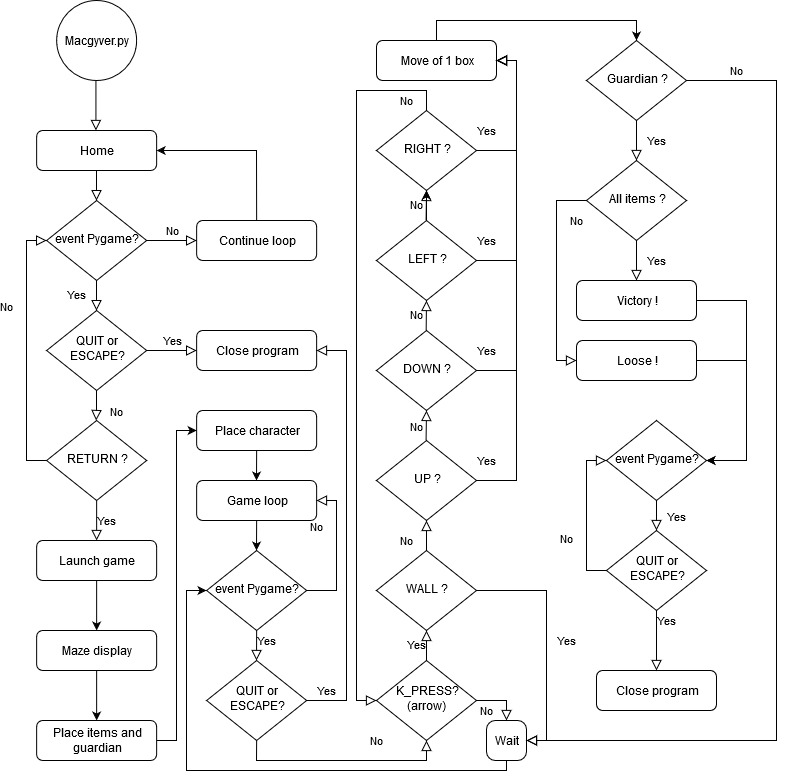 Macgyver.py
Home
event Pygame?
No
Continue loop
Yes
No
QUIT or
ESCAPE?
Yes
Close program
No
RETURN ?
Yes
Launch game
Maze display
Place items and
guardian
Place character
Game loop
No
event Pygame?
Yes
QUIT or
ESCAPE?
Yes
No
Move of 1 box
No
RIGHT ?
Yes
No
LEFT ?
Yes
No
DOWN ?
Yes
No
UP ?
Yes
No
WALL ?
Yes
Yes
K_PRESS?
(arrow)
No
Wait
Guardian ?
No
Yes
All items ?
No
Yes
Victory !
Loose !
event Pygame?
Yes
No
QUIT or
ESCAPE?
Yes
Close program